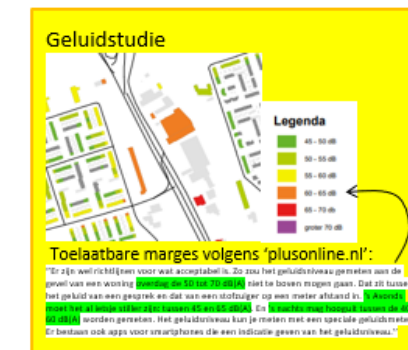 Geluidstudie
Legenda
45 - 50 dB
50 - 55 dB
55 - 60 dB
60 - 65 dB
65 - 70 db
groter 70 dB
Toelaatbare marges volgens ‘plusonline.nl’:
"Er zijn wel richtlijnen voor wat acceptabel is. Zo zou het geluidsniveau gemeten aan de
gevel van een woning overdag de 50 tot 70 dB(A) niet te boven mogen gaan. Dat zit tusse
het geluid van een gesprek en dat van een stofzuiger op een meter afstand in. 's Avonds
moet het al ietsje stiller zijn: tussen 45 en 65 dB(A). En 's nachts mag hooguit tussen de 40
60 dB(A) worden gemeten. Het geluidsniveau kun je meten met een speciale geluidsmete
Er bestaan ook apps voor smartphones die een indicatie geven van het geluidsniveau."